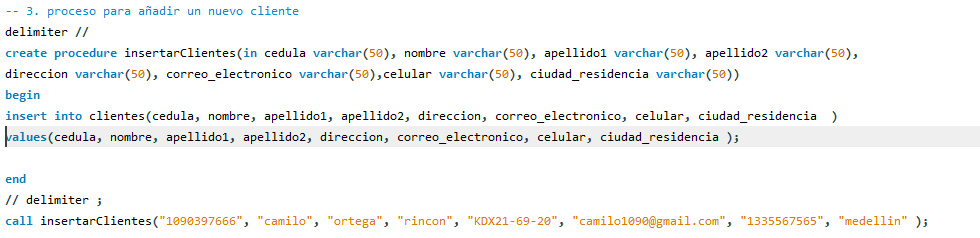 -- 3. proceso para añadir un nuevo cliente
delimiter //
create procedure insertarClientes(in cedula varchar(50), nombre varchar(50), apellido1 varchar(50), apellido2 varchar(50),
direccion varchar(50), correo_electronico varchar(50),celular varchar(50), ciudad_residencia varchar(50))
begin
insert into clientes(cedula, nombre, apellido1, apellido2, direccion, correo_electronico, celular, ciudad_residencia  )
values(cedula, nombre, apellido1, apellido2, direccion, correo_electronico, celular, ciudad_residencia );
end
// delimiter ;
call insertarClientes("1090397666", "camilo", "ortega", "rincon", "KDX21-69-20", "camilo1090@gmail.com", "1335567565", "medellin" );